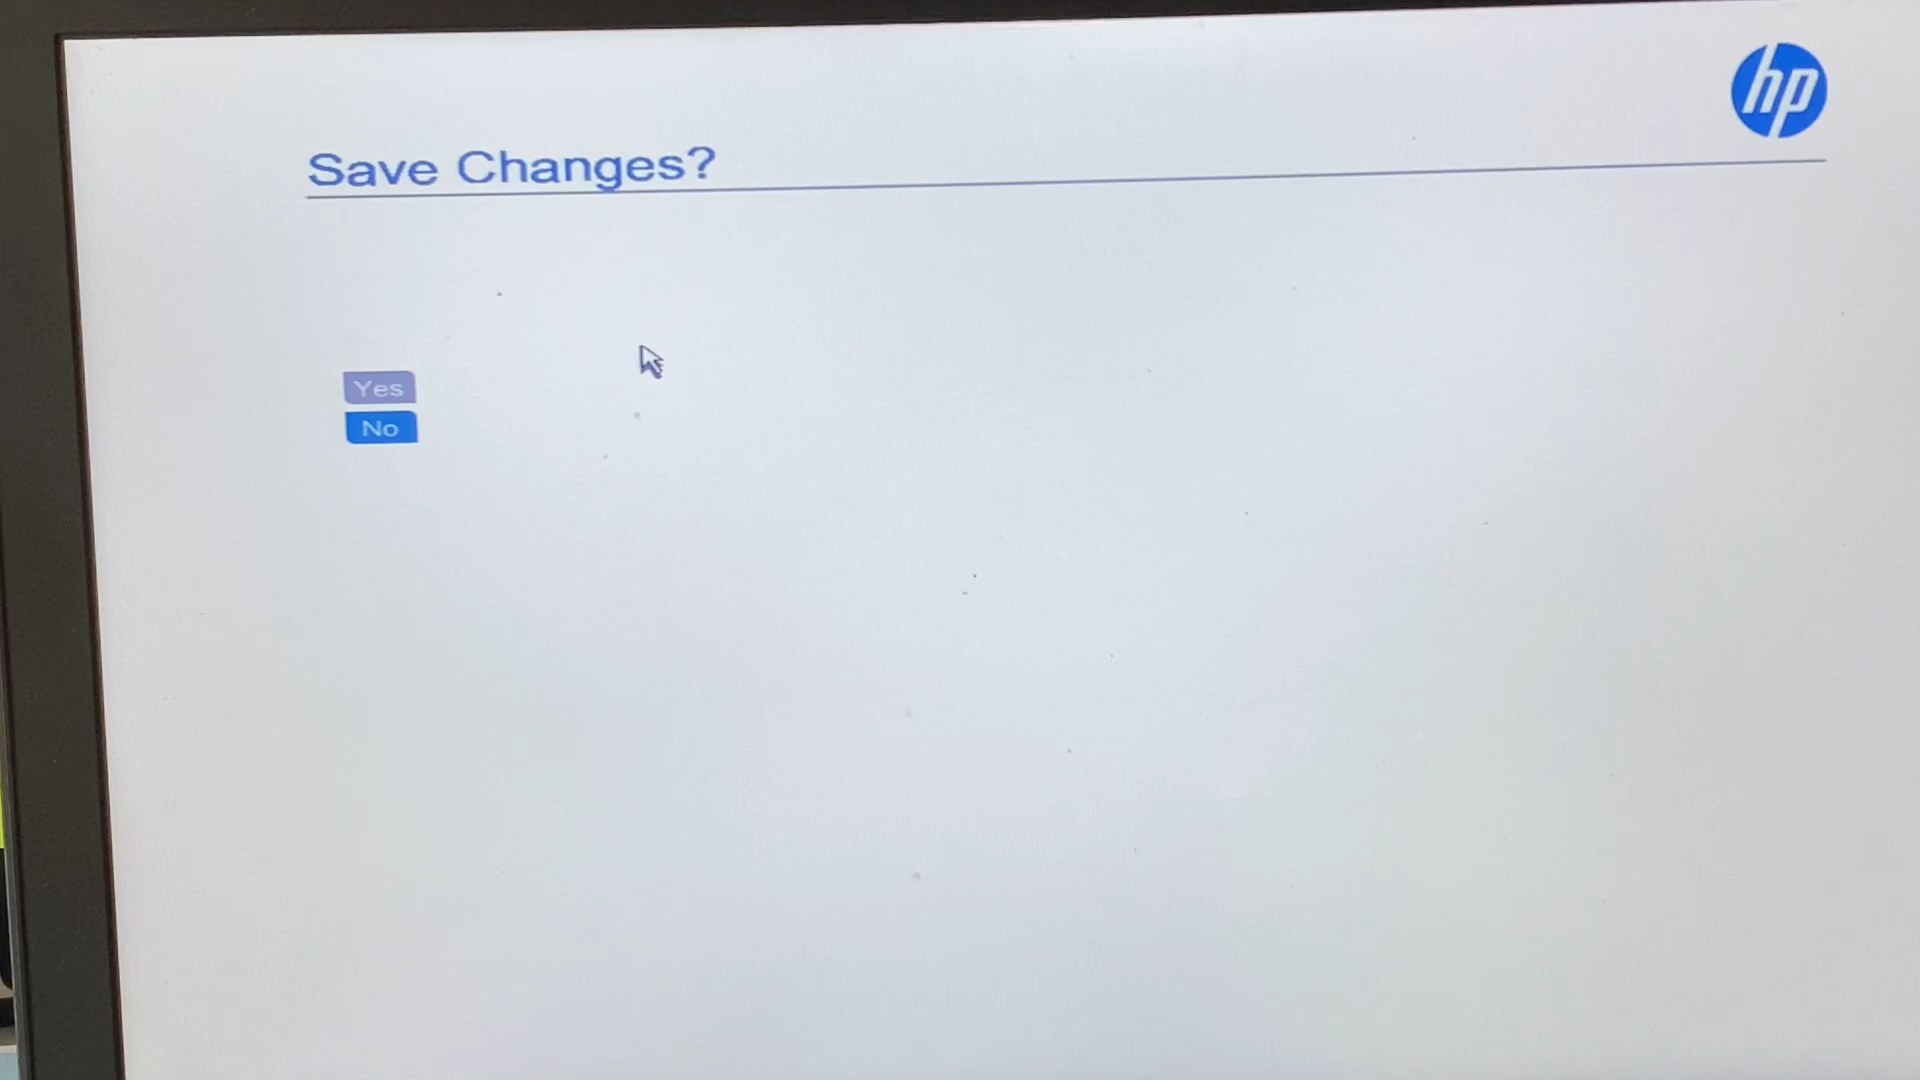 hp
Save Changes?
Yes
No